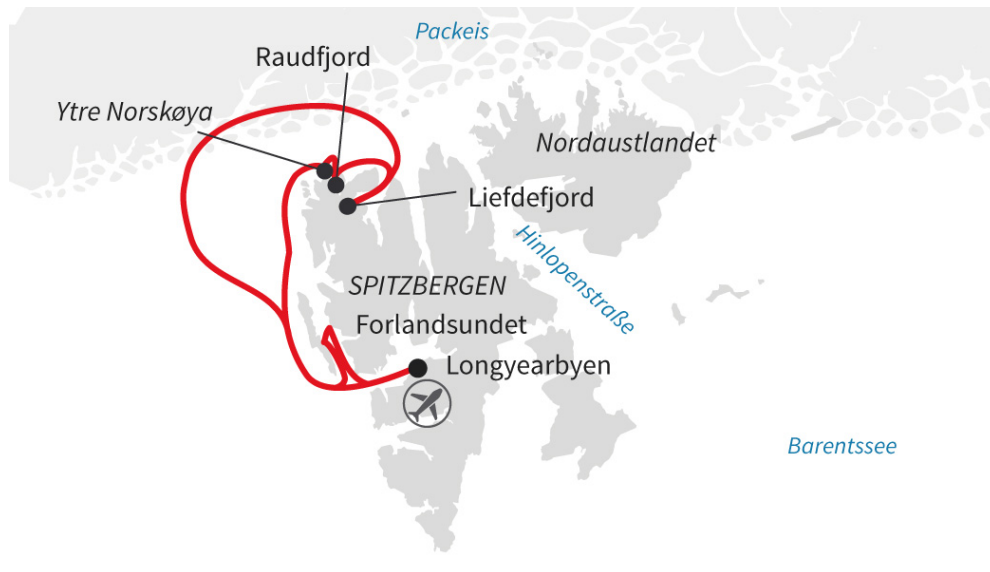 Packeis
Raudfjord
Ytre Norskøya
Nordaustlandet
Liefdefjord
Hinlopenstraße
SPITZBERGEN
Forlandsundet
Longyearbyen
Barentssee